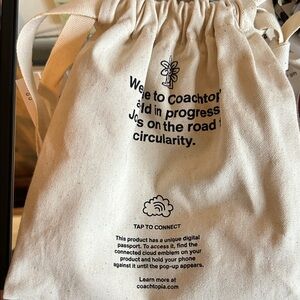 to Coachtop
in progress
on the road
circularity.
TAP TO CONNECT
This product has a unique digital
passport. To access it, find the
connected cloud emblem on your
product and hold your phone
against it until the pop-up appears.
Learn more at
coachtopia.com